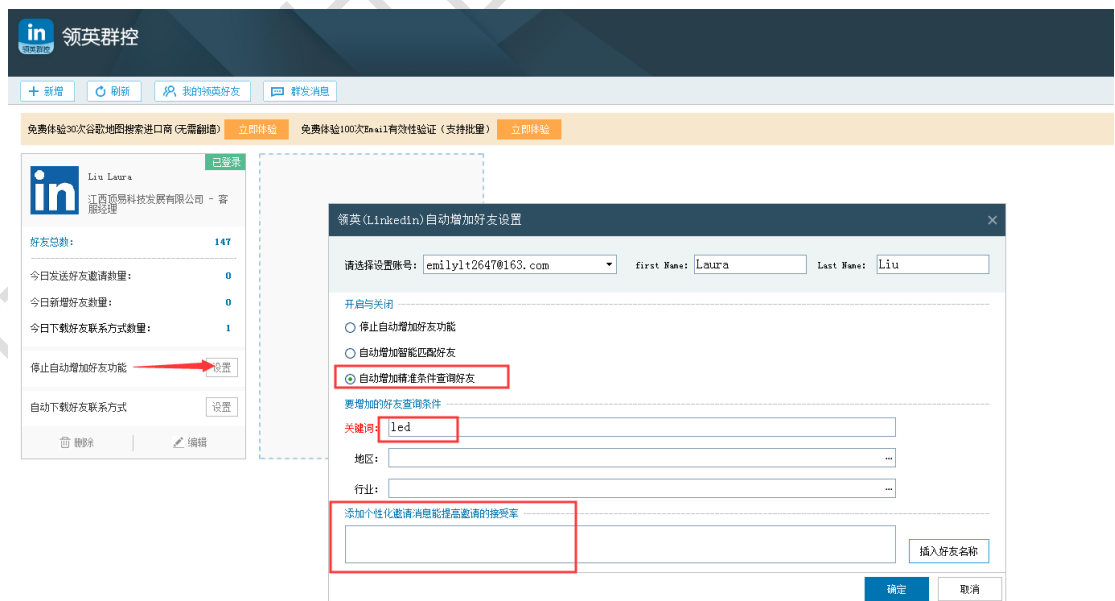 in
领英群控
领英群控
新增
刷新
我的领英好友
群发消息
免费体验30次谷歌地图搜索进口商(无需翻墙)
立即体验
免费体验100次Email有效性验证(支持批量)
立即体验
已登录
in
Liu Laura
江西顶易科技发展有限公司 - 客
服经理
好友总数:
147
今日发送好友邀请数量:
0
今日新增好友数量:
0
今日下载好友联系方式数量:
1
停止自动增加好友功能
设置
自动下载好友联系方式
设置
删除
编辑
领英(Linkedin)自动增加好友设置
请选择设置账号:
emilylt2647@163.com
first Name:
Laura
Last Name:
Liu
开启与关闭
停止自动增加好友功能
自动增加智能匹配好友
自动增加精准条件查询好友
要增加的好友查询条件
关键词:
led
地区:
...
行业:
...
添加个性化邀请消息能提高邀请的接受率
插入好友名称
确定
取消